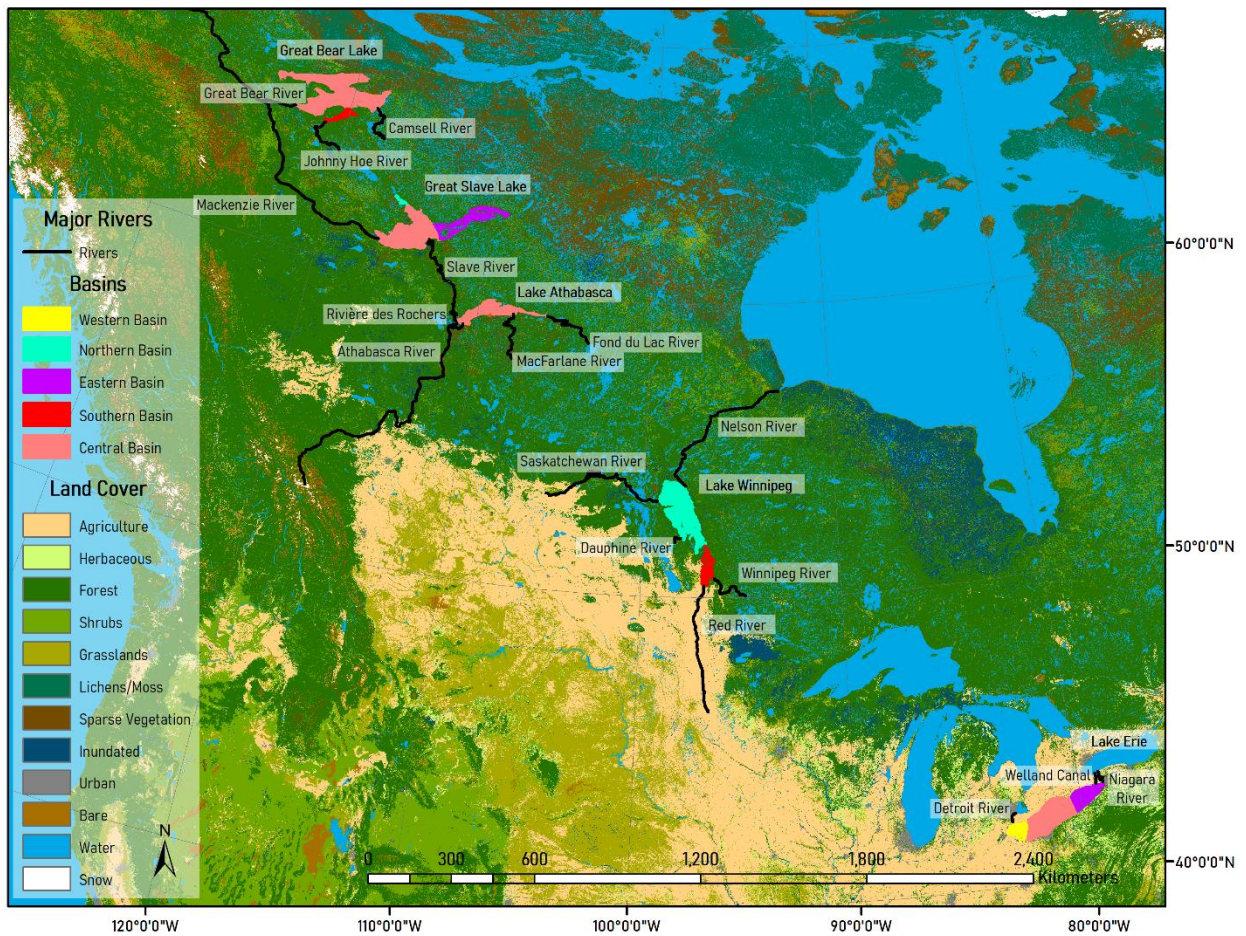 Great Bear Lake
Great Bear River
Camsell River
Johnny Hoe River
Great Slave Lake
Mackenzie River
Major Rivers
Rivers
Basins
Western Basin
Northern Basin
Eastern Basin
Southern Basin
Central Basin
Land Cover
Agriculture
Herbaceous
Forest
Shrubs
Grasslands
Lichens/Moss
Sparse Vegetation
Inundated
Urban
Bare
Water
Snow
N
Slave River
Lake Athabasca
Rivière des Rochers
Athabasca River
Fond du Lac River
MacFarlane River
Nelson River
Saskatchewan River
Lake Winnipeg
Dauphine River
Winnipeg River
Red River
Lake Erie
Welland Canal
Niagara
River
Detroit River
0 300 600 1,200 1,800 2,400
Kilometers
60°0'0"N
50°0'0"N
40°0'0"N
120°0'0"W 110°0'0"W 100°0'0"W 90°0'0"W 80°0'0"W